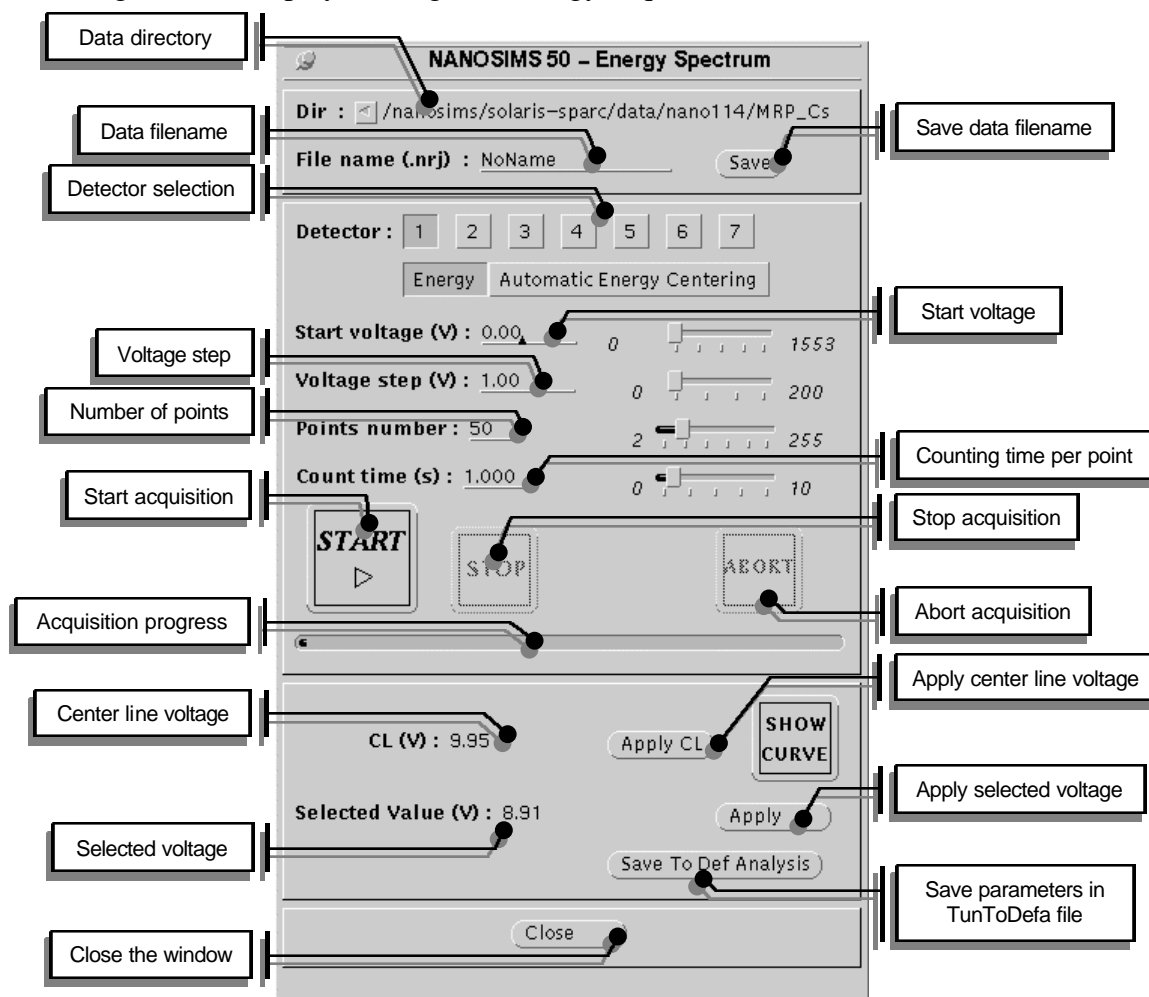 Data directory
NANOSIMS 50 – Energy Spectrum
Dir : /nanosims/solaris-sparc/data/nano114/MRP_Cs
Data filename
Save data filename
File name (.nrj) : NoName Save
Detector selection
Detector : 1 2 3 4 5 6 7
Energy Automatic Energy Centering
Start voltage
Start voltage (V) : 0.00 0 1553
Voltage step
Voltage step (V) : 1.00 0 200
Number of points
Points number : 50 2 255
Counting time per point
Count time (s) : 1.000 0 10
Start acquisition
Stop acquisition
START
STOP
ABORT
Abort acquisition
Acquisition progress
Apply center line voltage
Center line voltage
CL (V) : 9.95 Apply CL
SHOW
CURVE
Apply selected voltage
Selected Value (V) : 8.91 Apply
Selected voltage
Save To Def Analysis
Save parameters in
TunToDefa file
Close
Close the window